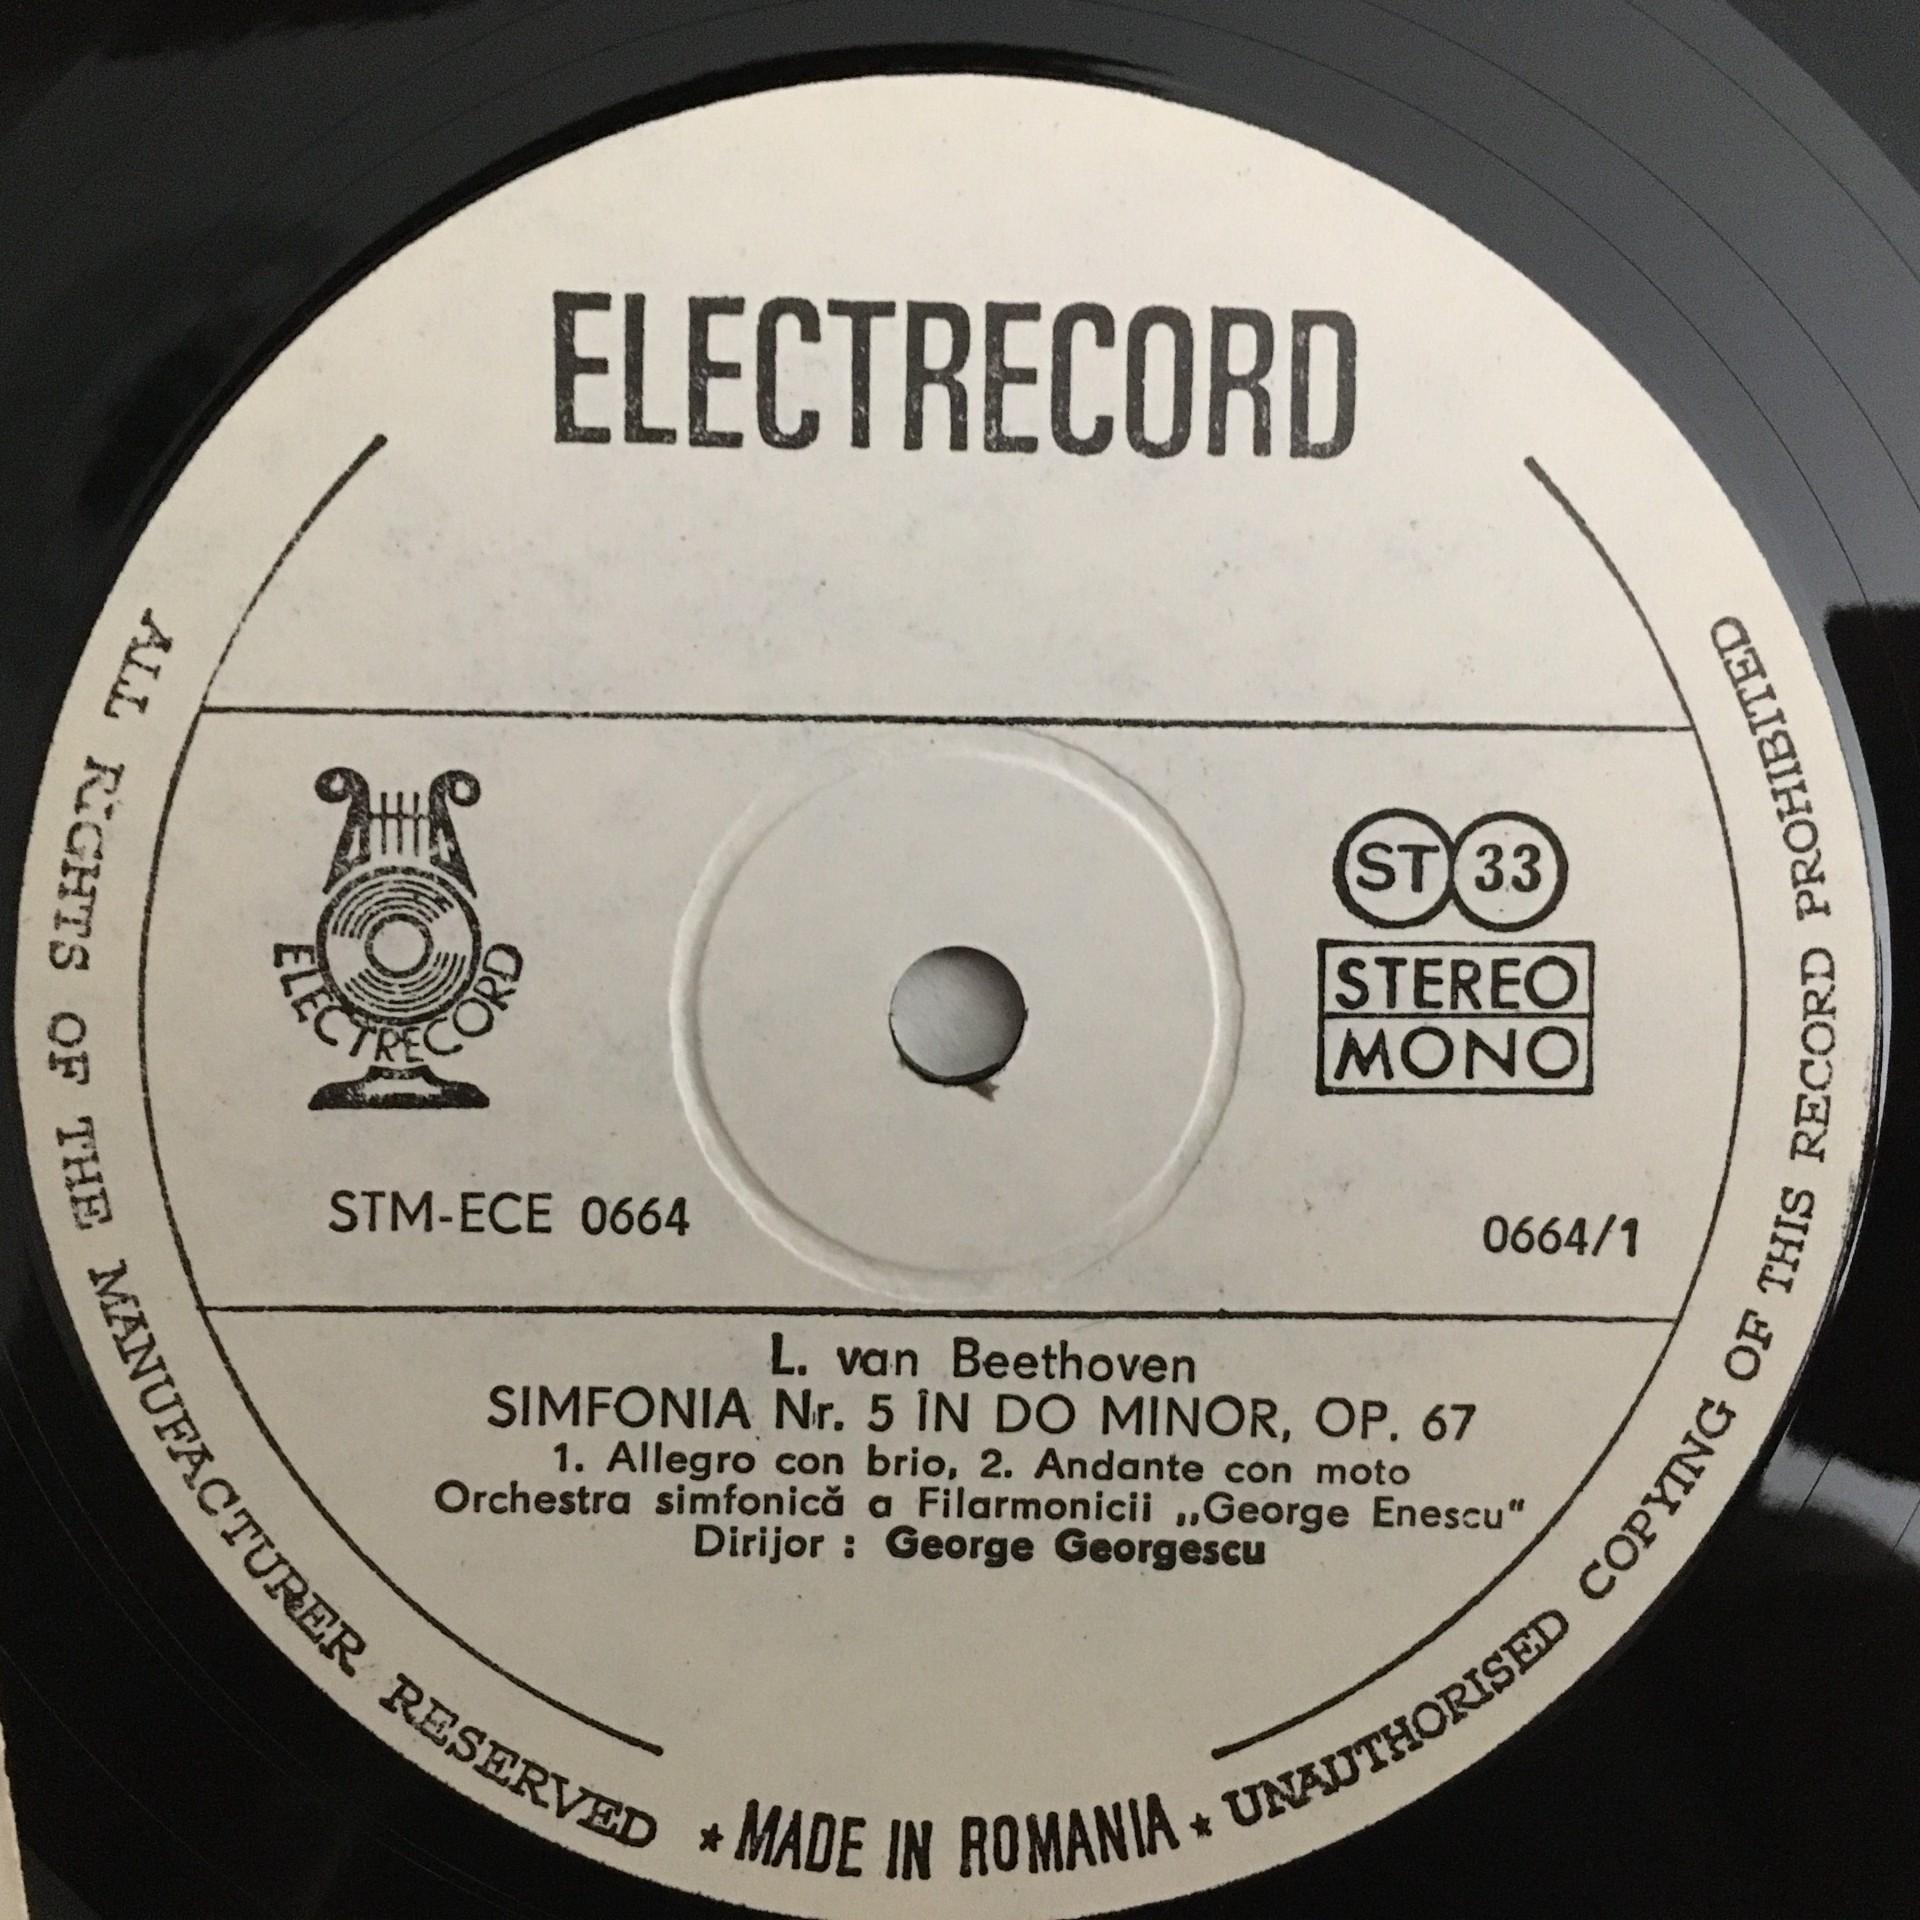 ELECTRECORD
ELECTRECORD
ST 33
STEREO
MONO
STM-ECE 0664
0664/1
L. van Beethoven
SIMFONIA Nr. 5 ÎN DO MINOR, OP. 67
1. Allegro con brio, 2. Andante con moto
Orchestra simfonică a Filarmonicii „George Enescu“
Dirijor : George Georgescu
ALL RIGHTS OF THE MANUFACTURER RESERVED ★ MADE IN ROMANIA ★ UNAUTHORISED COPYING OF THIS RECORD PROHIBITED